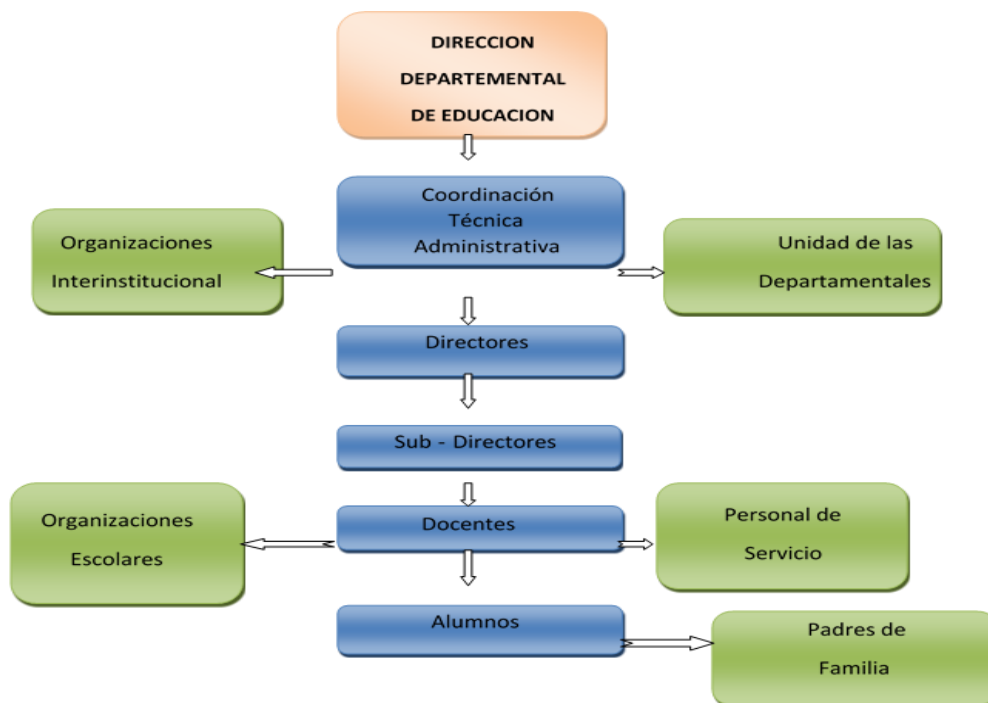 DIRECCION
DEPARTEMENTAL
DE EDUCACION
Coordinación
Técnica
Administrativa
Organizaciones
Interinstitucional
Unidad de las
Departamentales
Directores
Sub - Directores
Docentes
Organizaciones
Escolares
Personal de
Servicio
Alumnos
Padres de
Familia